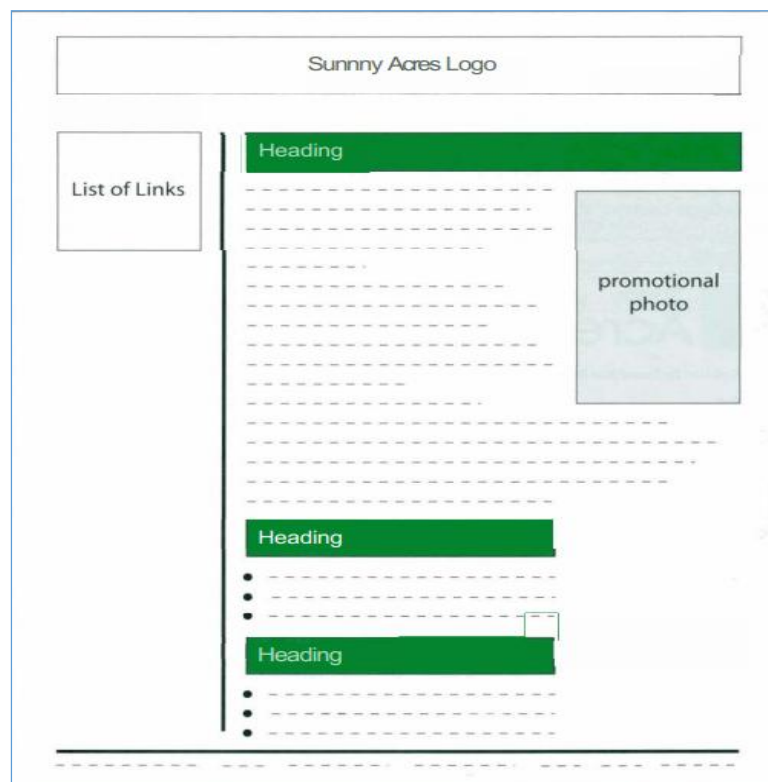 Sunnny Acres Logo
List of Links
Heading
promotional
photo
Heading
Heading